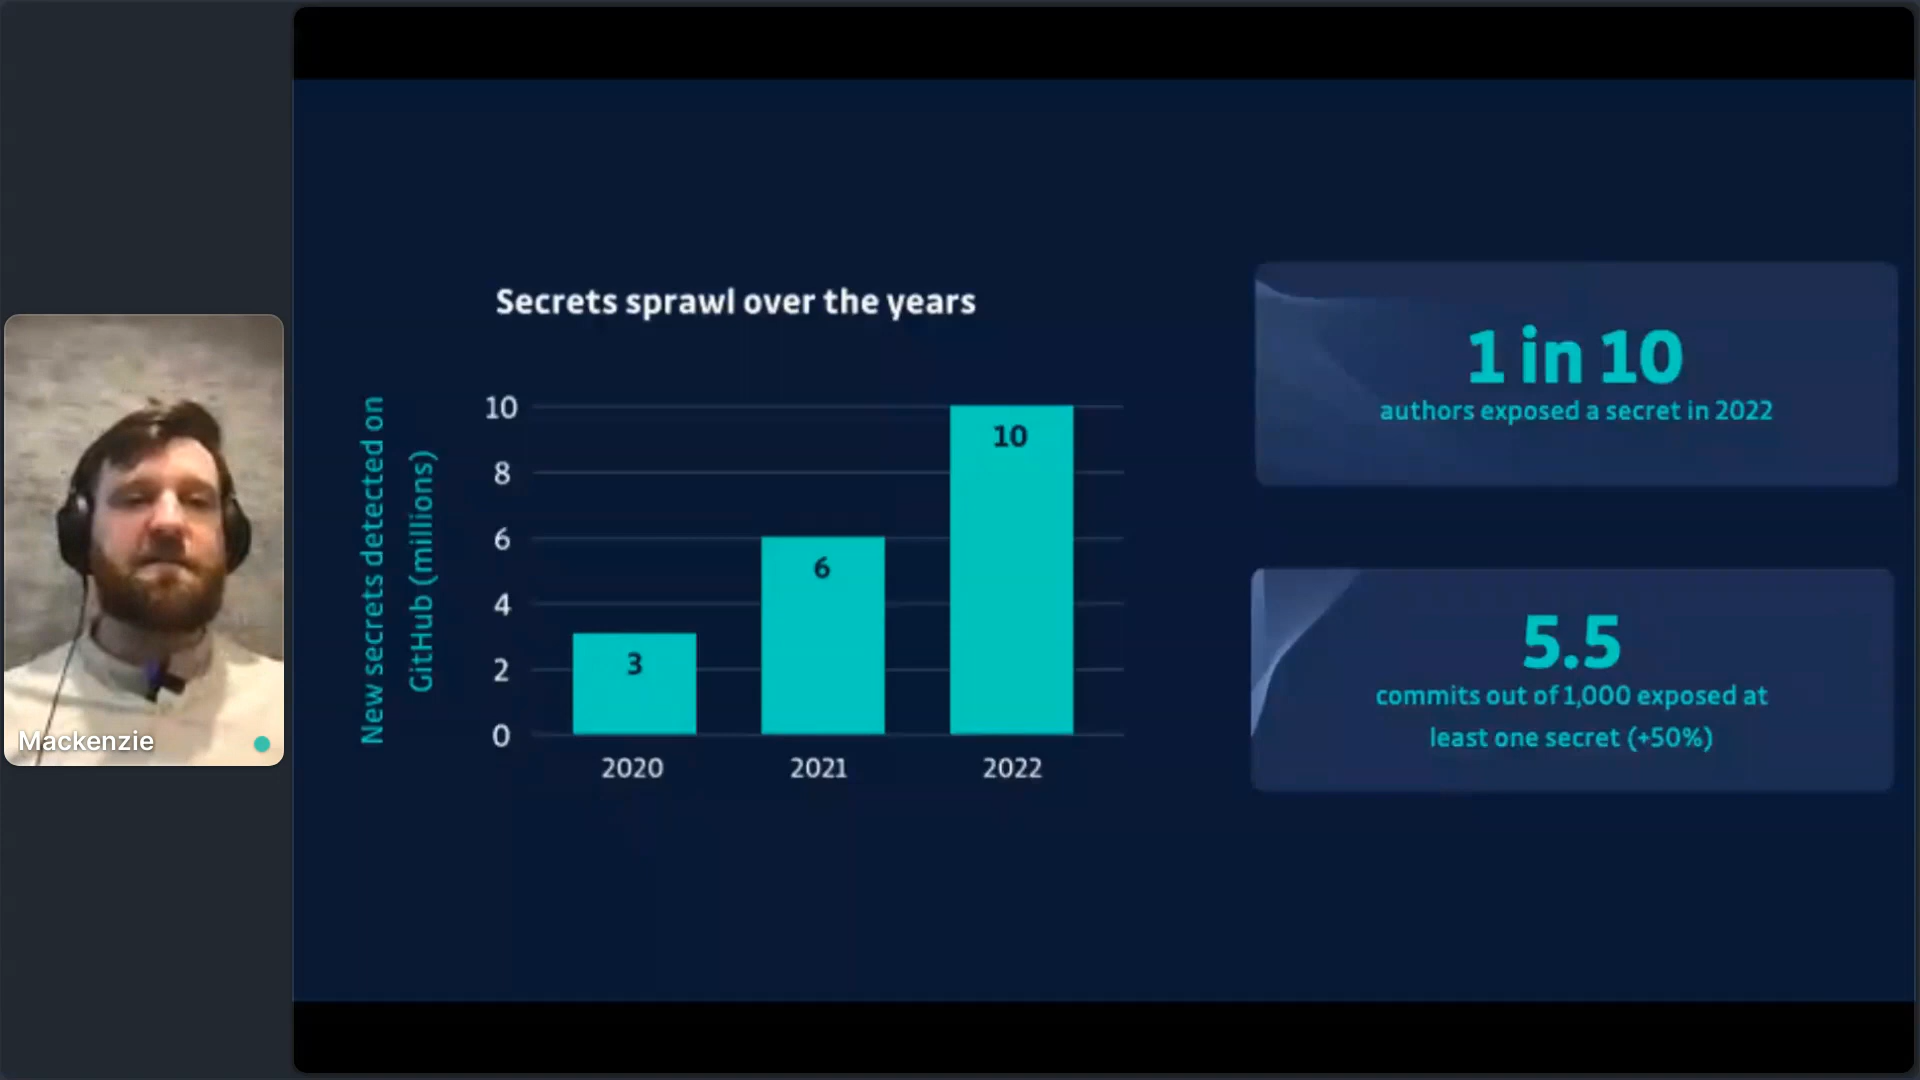 Mackenzie
Secrets sprawl over the years
New secrets detected on
GitHub (millions)
10
8
6
4
2
0
3
6
10
2020
2021
2022
1 in 10
authors exposed a secret in 2022
5.5
commits out of 1,000 exposed at
least one secret (+50%)